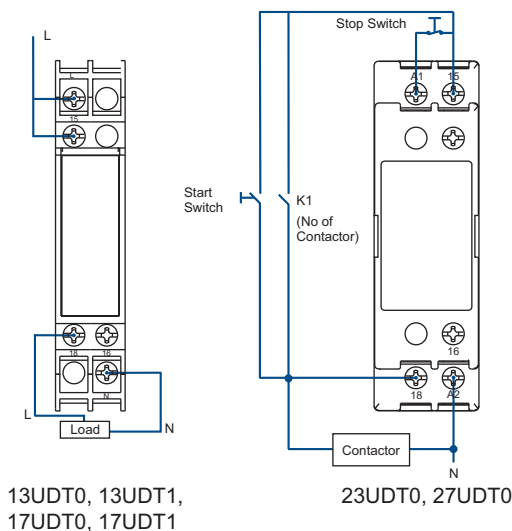 L
L
15
18
16
N
L
Load
N
13UDT0, 13UDT1,
17UDT0, 17UDT1
Stop Switch
A1
15
Start
Switch
K1
(No of
Contactor)
16
18
A2
Contactor
N
23UDT0, 27UDT0